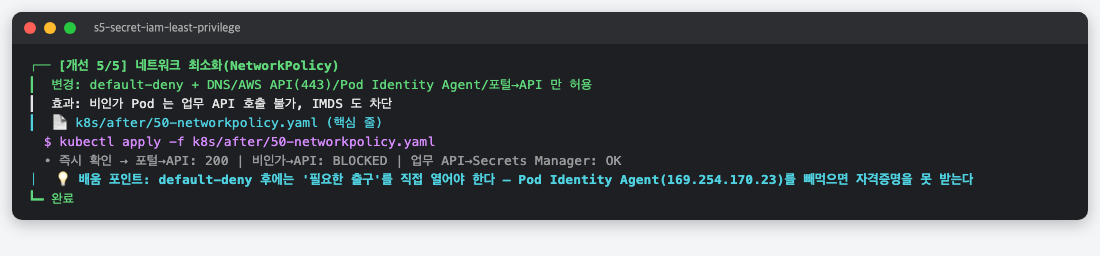 s5-secret-iam-least-privilege
[개선 5/5] 네트워크 최소화(NetworkPolicy)
변경: default-deny + DNS/AWS API(443)/Pod Identity Agent/포털→API 만 허용
효과: 비인가 Pod 는 업무 API 호출 불가, IMDS 도 차단
📄 k8s/after/50-networkpolicy.yaml (핵심 줄)
$ kubectl apply -f k8s/after/50-networkpolicy.yaml
• 즉시 확인 → 포털→API: 200 | 비인가→API: BLOCKED | 업무 API→Secrets Manager: OK
💡 배움 포인트: default-deny 후에는 '필요한 출구'를 직접 열어야 한다 — Pod Identity Agent(169.254.170.23)를 빼먹으면 자격증명을 못 받는다
완료